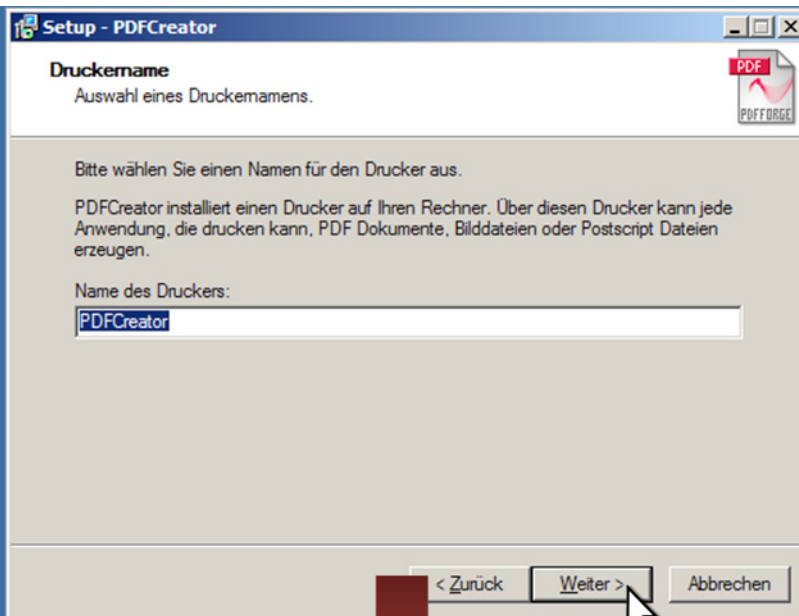 Setup - PDFCreator
Druckername
Auswahl eines Druckernamens.
PDF
PDFFORGE
Bitte wählen Sie einen Namen für den Drucker aus.
PDFCreator installiert einen Drucker auf Ihren Rechner. Über diesen Drucker kann jede
Anwendung, die drucken kann, PDF Dokumente, Bilddateien oder Postscript Dateien
erzeugen.
Name des Druckers:
PDFCreator
< Zurück Weiter > Abbrechen